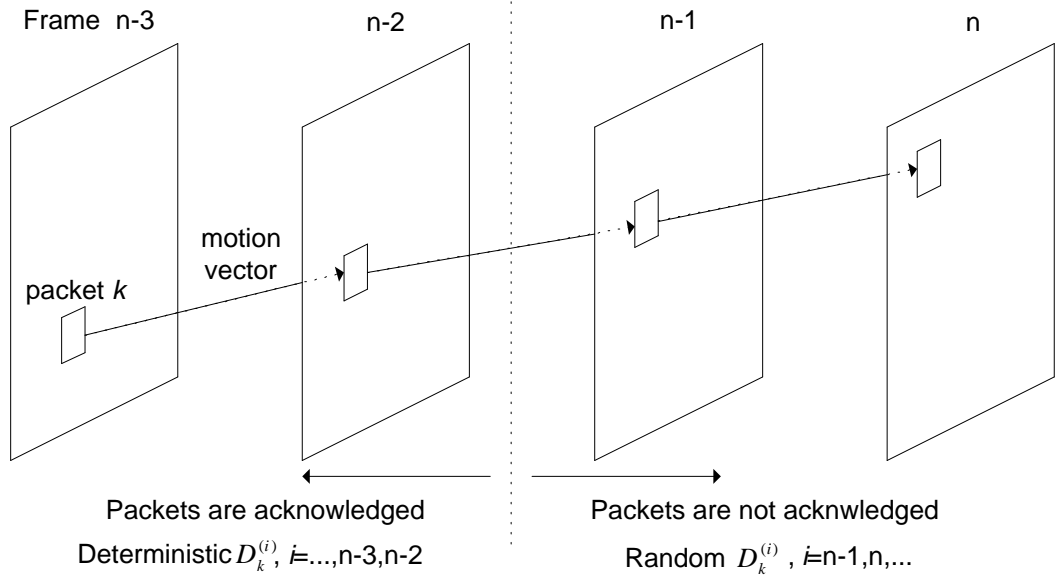 Frame n-3 n-2 n-1 n
motion
vector
packet k
Packets are acknowledged
Packets are not acknwledged
Deterministic D_k^{(i)}, i=...,n-3,n-2
Random D_k^{(i)}, i=n-1,n,...